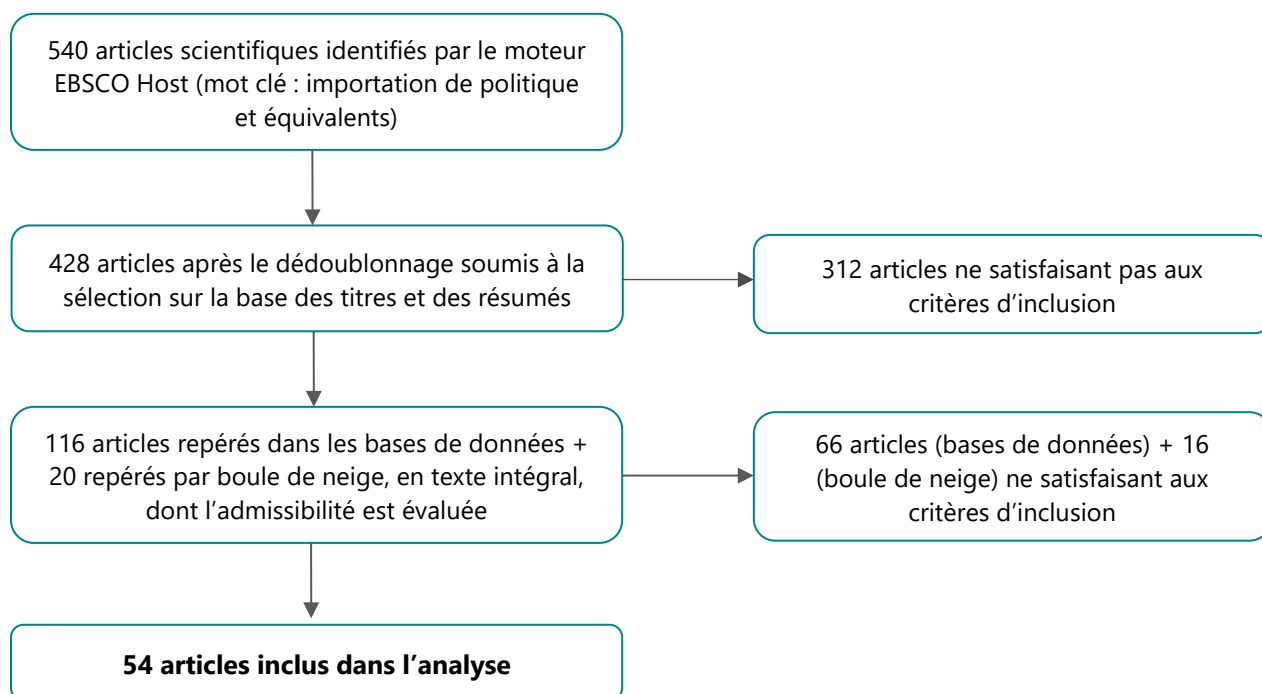 540 articles scientifiques identifiés par le moteur
EBSCO Host (mot clé : importation de politique
et équivalents)
428 articles après le dédoublonnage soumis à la
sélection sur la base des titres et des résumés
312 articles ne satisfaisant pas aux
critères d’inclusion
116 articles repérés dans les bases de données +
20 repérés par boule de neige, en texte intégral,
dont l’admissibilité est évaluée
66 articles (bases de données) + 16
(boule de neige) ne satisfaisant aux
critères d’inclusion
54 articles inclus dans l’analyse